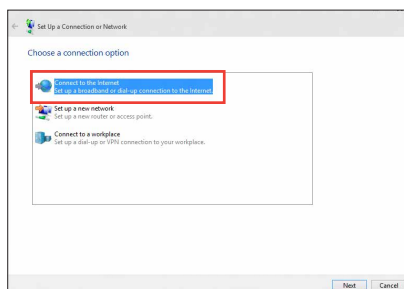 Set Up a Connection or Network
Choose a connection option
Connect to the Internet
Set up a broadband or dial-up connection to the Internet.
Set up a new network
Set up a new router or access point.
Connect to a workplace
Set up a dial-up or VPN connection to your workplace.
Next Cancel